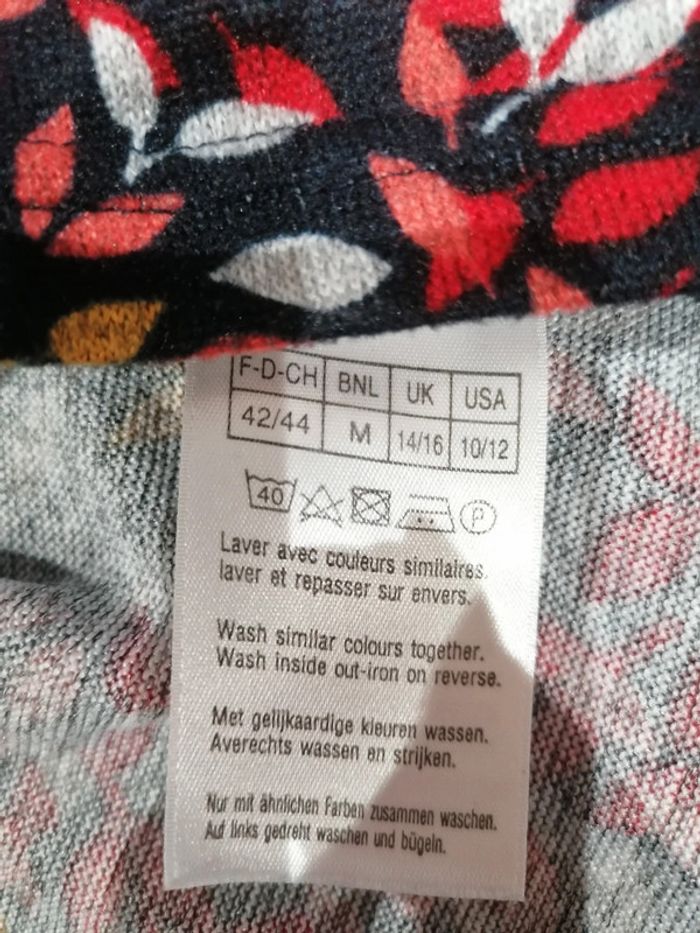 F-D-CH BNL UK USA
42/44 M 14/16 10/12
40 P
Laver avec couleurs similaires.
laver et repasser sur envers.
Wash similar colours together.
Wash inside out-iron on reverse.
Met gelijkaardige kleuren wassen.
Averechts wassen en strijken.
Nur mit ähnlichen Farben zusammen waschen.
Auf links gedreht waschen und bügeln.